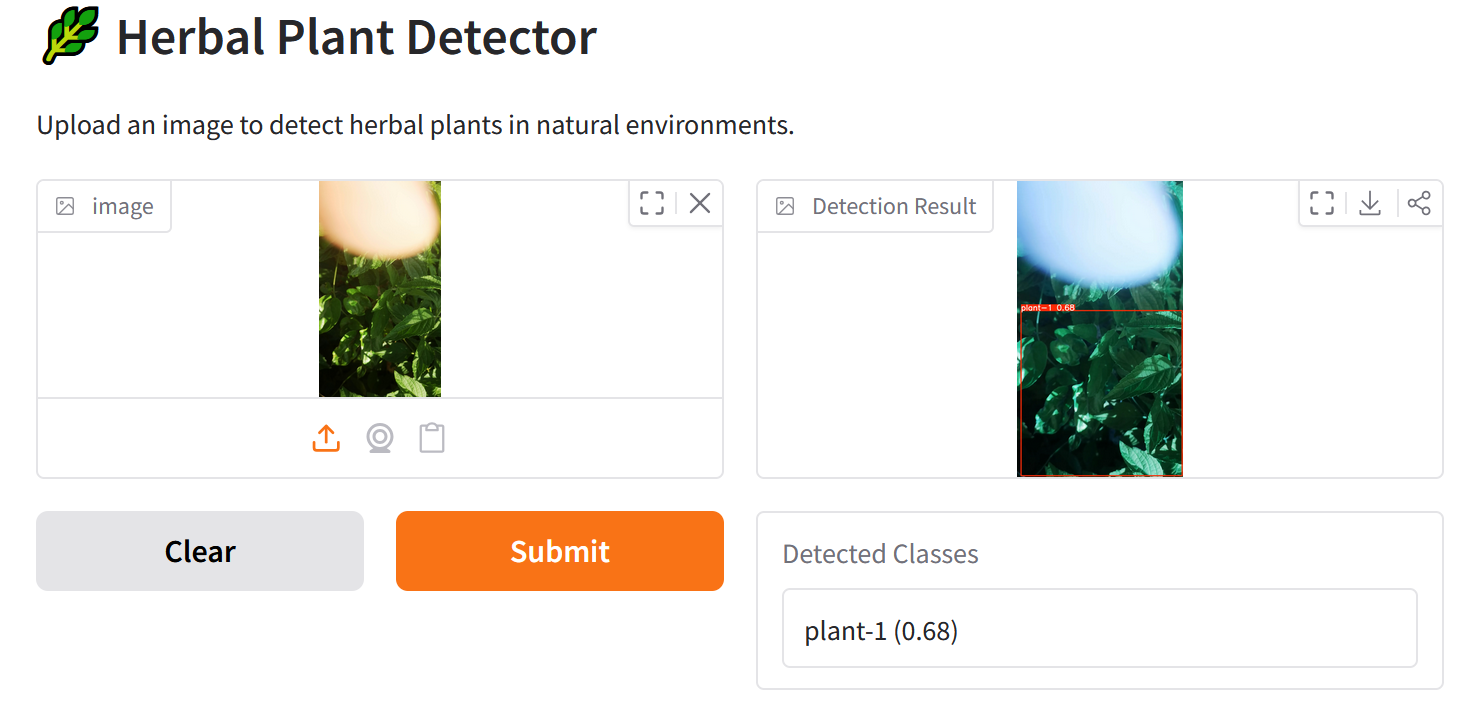 Herbal Plant Detector
Upload an image to detect herbal plants in natural environments.
image
Detection Result
plant-1 0.68
Clear
Submit
Detected Classes
plant-1 (0.68)